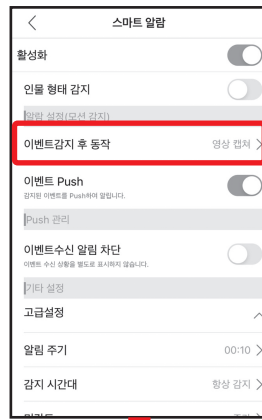 스마트 알람
활성화
인물 형태 감지
알람 설정(모션 감지)
이벤트감지 후 동작 영상 캡쳐
이벤트 Push
감지된 이벤트를 Push하여 알립니다.
Push 관리
이벤트수신 알림 차단
이벤트 수신 상황을 별도로 표시하지 않습니다.
기타 설정
고급설정
알림 주기 00:10
감지 시간대 항상 감지